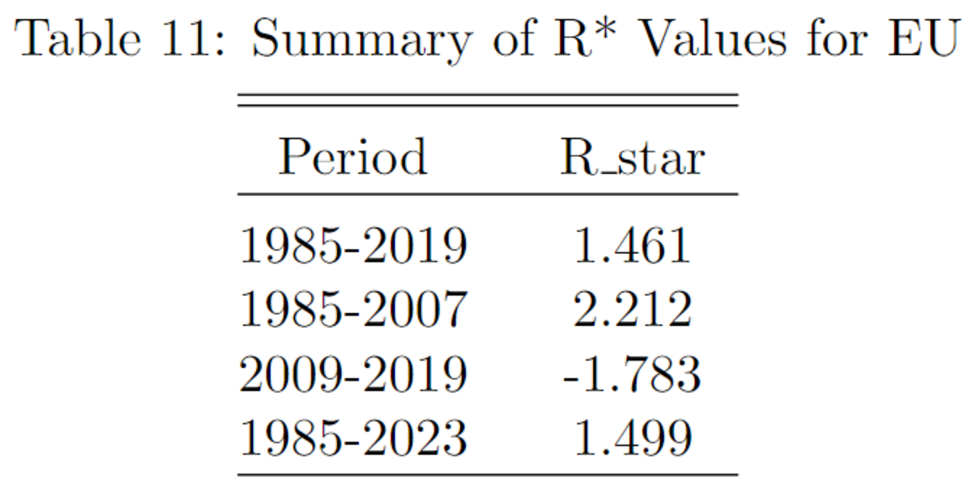 Table 11: Summary of R* Values for EU
Period R_star
1985-2019 1.461
1985-2007 2.212
2009-2019 -1.783
1985-2023 1.499